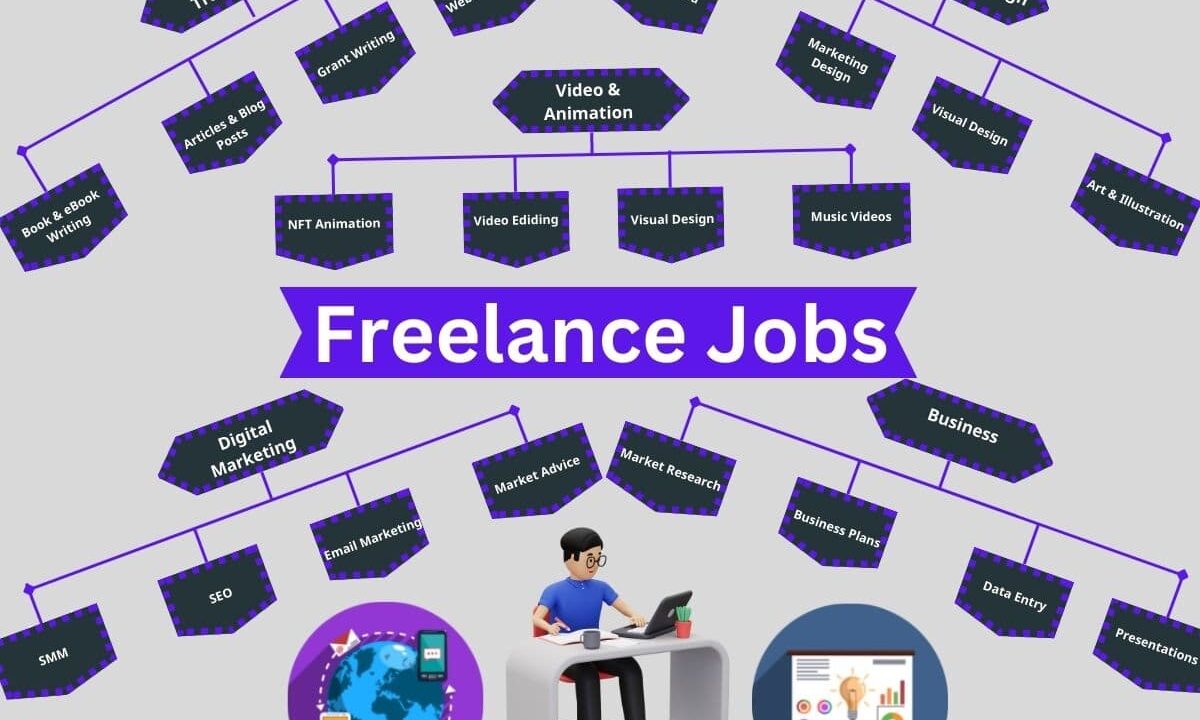 Grant Writing
Articles & Blog
Posts
Book & eBook
Writing
Video &
Animation
NFT Animation
Video Ediding
Visual Design
Music Videos
Marketing
Design
Visual Design
Art & Illustration
Freelance Jobs
Digital
Marketing
SMM
SEO
Email Marketing
Market Advice
Business
Market Research
Business Plans
Data Entry
Presentations